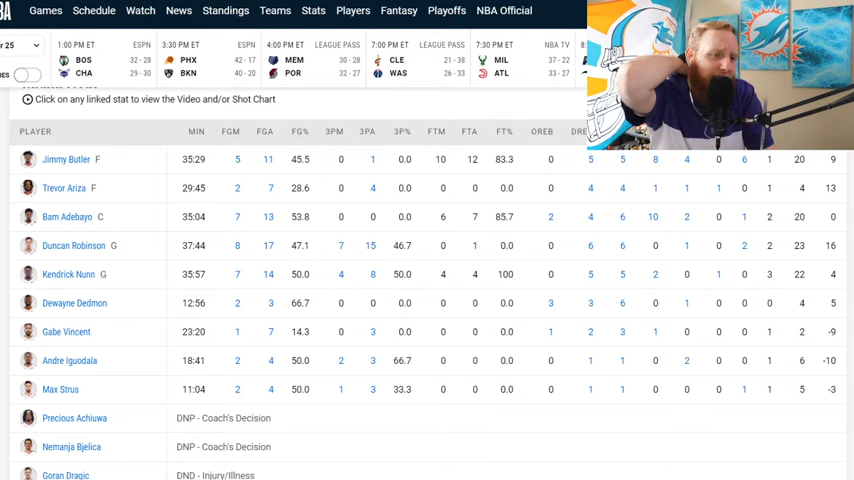 BA Games Schedule Watch News Standings Teams Stats Players Fantasy Playoffs NBA Official
r 25 1:00 PM ET ESPN 3:30 PM ET ESPN 4:00 PM ET LEAGUE PASS 7:00 PM ET LEAGUE PASS 7:30 PM ET NBA TV 8:
BOS 32 - 28 PHX 42 - 17 MEM 30 - 28 CLE 21 - 38 MIL 37 - 22
RES CHA 29 - 30 BKN 40 - 20 POR 32 - 27 WAS 26 - 33 ATL 33 - 27
Click on any linked stat to view the Video and/or Shot Chart
PLAYER MIN FGM FGA FG% 3PM 3PA 3P% FTM FTA FT% OREB DRE
Jimmy Butler F 35:29 5 11 45.5 0 1 0.0 10 12 83.3 0 5 5 8 4 0 6 1 20 9
Trevor Ariza F 29:45 2 7 28.6 0 4 0.0 0 0 0.0 0 4 4 1 1 1 0 1 4 13
Bam Adebayo C 35:04 7 13 53.8 0 0 0.0 6 7 85.7 2 4 6 10 2 0 1 2 20 0
Duncan Robinson G 37:44 8 17 47.1 7 15 46.7 0 1 0.0 0 6 6 0 1 0 2 2 23 16
Kendrick Nunn G 35:57 7 14 50.0 4 8 50.0 4 4 100 0 5 5 2 0 1 0 3 22 4
Dewayne Dedmon 12:56 2 3 66.7 0 0 0.0 0 0 0.0 3 3 6 0 1 0 0 0 4 5
Gabe Vincent 23:20 1 7 14.3 0 3 0.0 0 0 0.0 1 2 3 1 0 0 0 1 2 -9
Andre Iguodala 18:41 2 4 50.0 2 3 66.7 0 0 0.0 0 1 1 0 2 0 0 1 6 -10
Max Strus 11:04 2 4 50.0 1 3 33.3 0 0 0.0 0 1 1 0 0 0 1 1 5 -3
Precious Achiuwa DNP - Coach's Decision
Nemanja Bjelica DNP - Coach's Decision
Goran Dragic DND - Injury/Illness